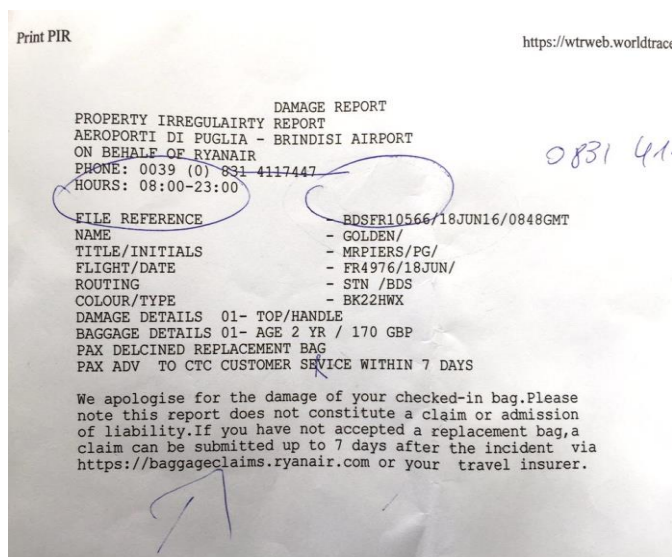 Print PIR
https://wtrweb.worldtrace
DAMAGE REPORT
PROPERTY IRREGULAIRTY REPORT
AEROPORTI DI PUGLIA - BRINDISI AIRPORT
ON BEHALF OF RYANAIR
0831 41
PHONE: 0039 (0) 831 4117447
HOURS: 08:00-23:00
FILE REFERENCE - BDSFR10566/18JUN16/0848GMT
NAME - GOLDEN/
TITLE/INITIALS - MRPIERS/PG/
FLIGHT/DATE - FR4976/18JUN/
ROUTING - STN /BDS
COLOUR/TYPE - BK22HWX
DAMAGE DETAILS 01- TOP/HANDLE
BAGGAGE DETAILS 01- AGE 2 YR / 170 GBP
PAX DELCINED REPLACEMENT BAG
PAX ADV TO CTC CUSTOMER SEVICE WITHIN 7 DAYS
We apologise for the damage of your checked-in bag.Please
note this report does not constitute a claim or admission
of liability.If you have not accepted a replacement bag,a
claim can be submitted up to 7 days after the incident via
https://baggageclaims.ryanair.com or your travel insurer.